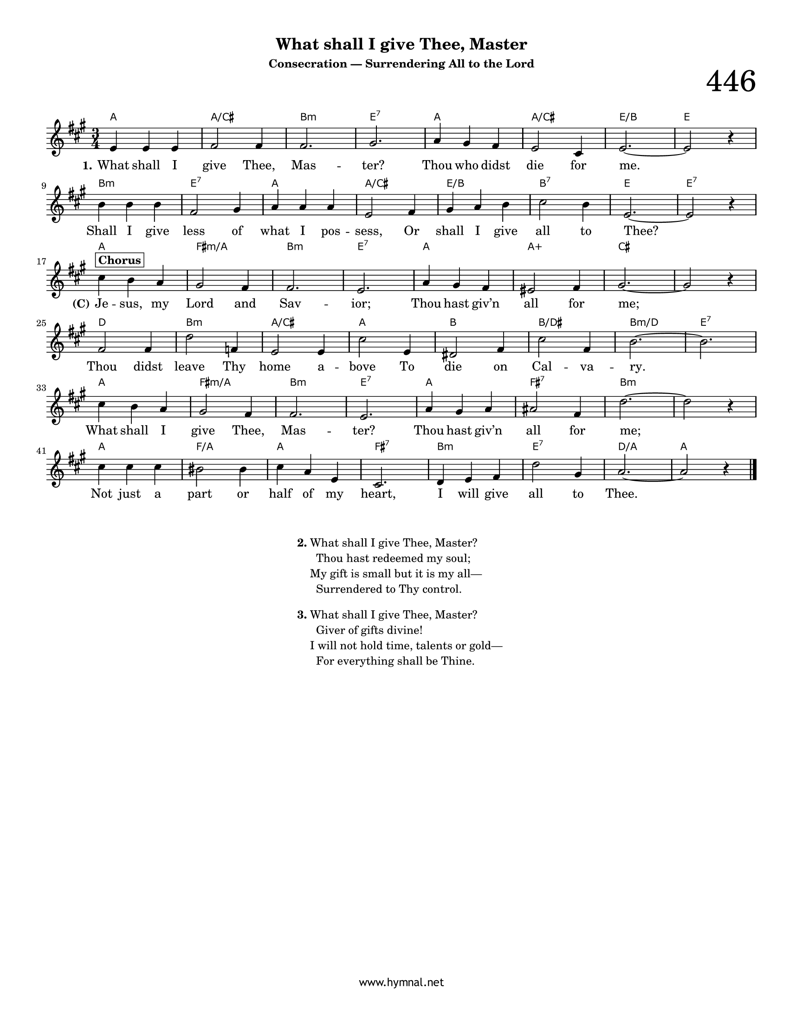 What shall I give Thee, Master
Consecration — Surrendering All to the Lord
446
A A/C♯ Bm E7 A A/C♯ E/B E
1. What shall I give Thee, Mas - ter? Thou who didst die for me.
9
Bm E7 A A/C♯ E/B B7 E E7
Shall I give less of what I pos - sess, Or shall I give all to Thee?
A F♯m/A Bm E7 A A+ C♯
17
Chorus
(C) Je - sus, my Lord and Sav - ior; Thou hast giv'n all for me;
25
D Bm A/C♯ A B B/D♯ Bm/D E7
Thou didst leave Thy home a - bove To die on Cal - va - ry.
33
A F♯m/A Bm E7 A F♯7 Bm
What shall I give Thee, Mas - ter? Thou hast giv'n all for me;
41
A F/A A F♯7 Bm E7 D/A A
Not just a part or half of my heart, I will give all to Thee.
2. What shall I give Thee, Master?
Thou hast redeemed my soul;
My gift is small but it is my all—
Surrendered to Thy control.
3. What shall I give Thee, Master?
Giver of gifts divine!
I will not hold time, talents or gold—
For everything shall be Thine.
www.hymnal.net